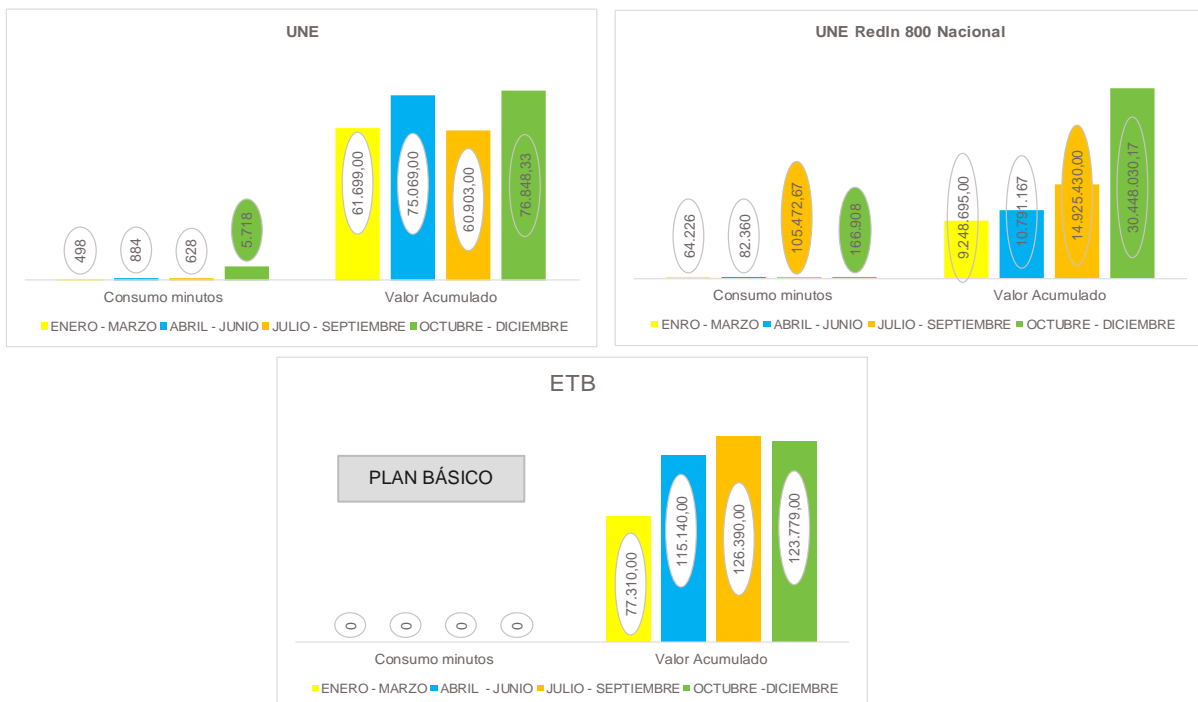 UNE
498
884
628
5.718
61.699,00
75.069,00
60.903,00
76.848,33
Consumo minutos
Valor Acumulado
ENERO - MARZO ABRIL - JUNIO JULIO - SEPTIEMBRE OCTUBRE - DICIEMBRE
UNE RedIn 800 Nacional
64.226
82.360
105.472,67
166.908
9.248.695,00
10.791.167
14.925.430,00
30.448.030,17
Consumo minutos
Valor Acumulado
ENRO - MARZO ABRIL - JUNIO JULIO - SEPTIEMBRE OCTUBRE - DICIEMBRE
ETB
PLAN BÁSICO
0
0
0
0
77.310,00
115.140,00
126.390,00
123.779,00
Consumo minutos
Valor Acumulado
ENERO - MARZO ABRIL - JUNIO JULIO - SEPTIEMBRE OCTUBRE -DICIEMBRE